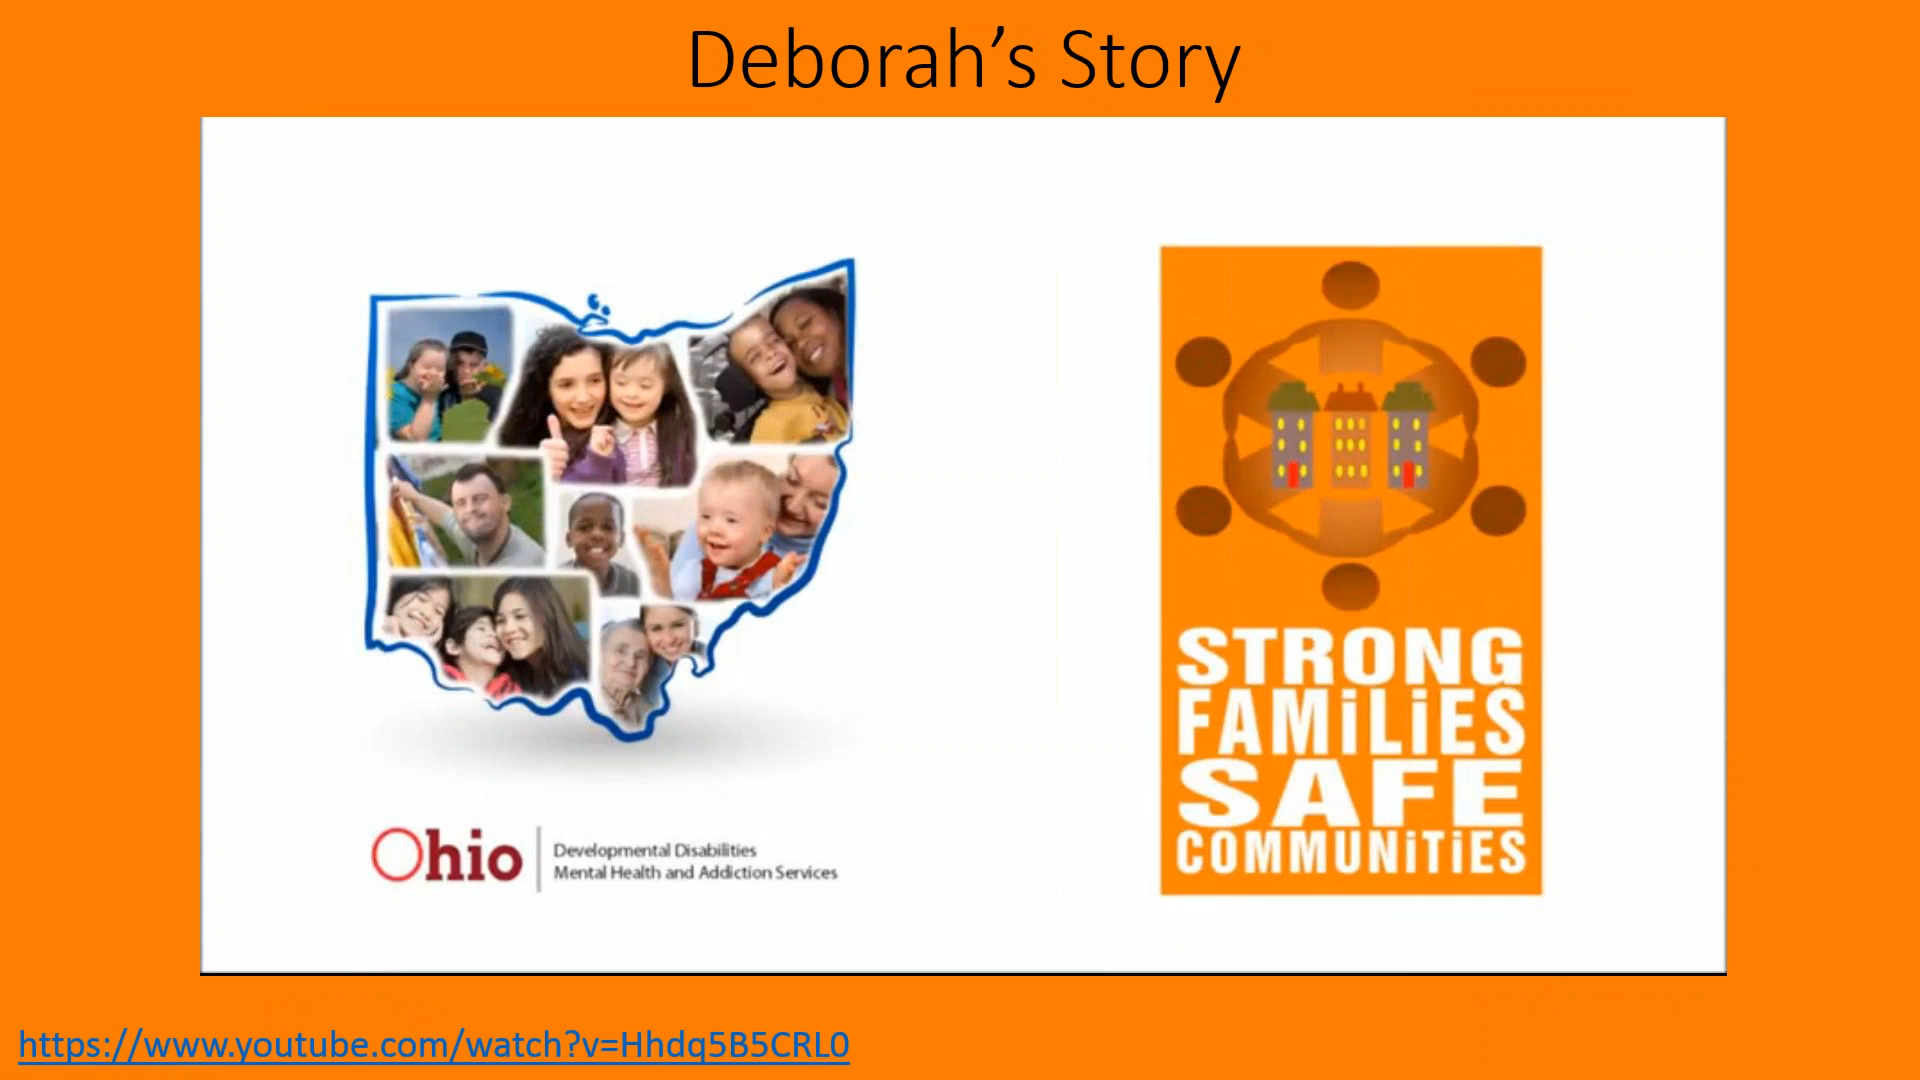 Deborah’s Story
Ohio
Developmental Disabilities
Mental Health and Addiction Services
STRONG
FAMiLiES
SAFE
COMMUNiTiES
https://www.youtube.com/watch?v=Hhdq5B5CRL0